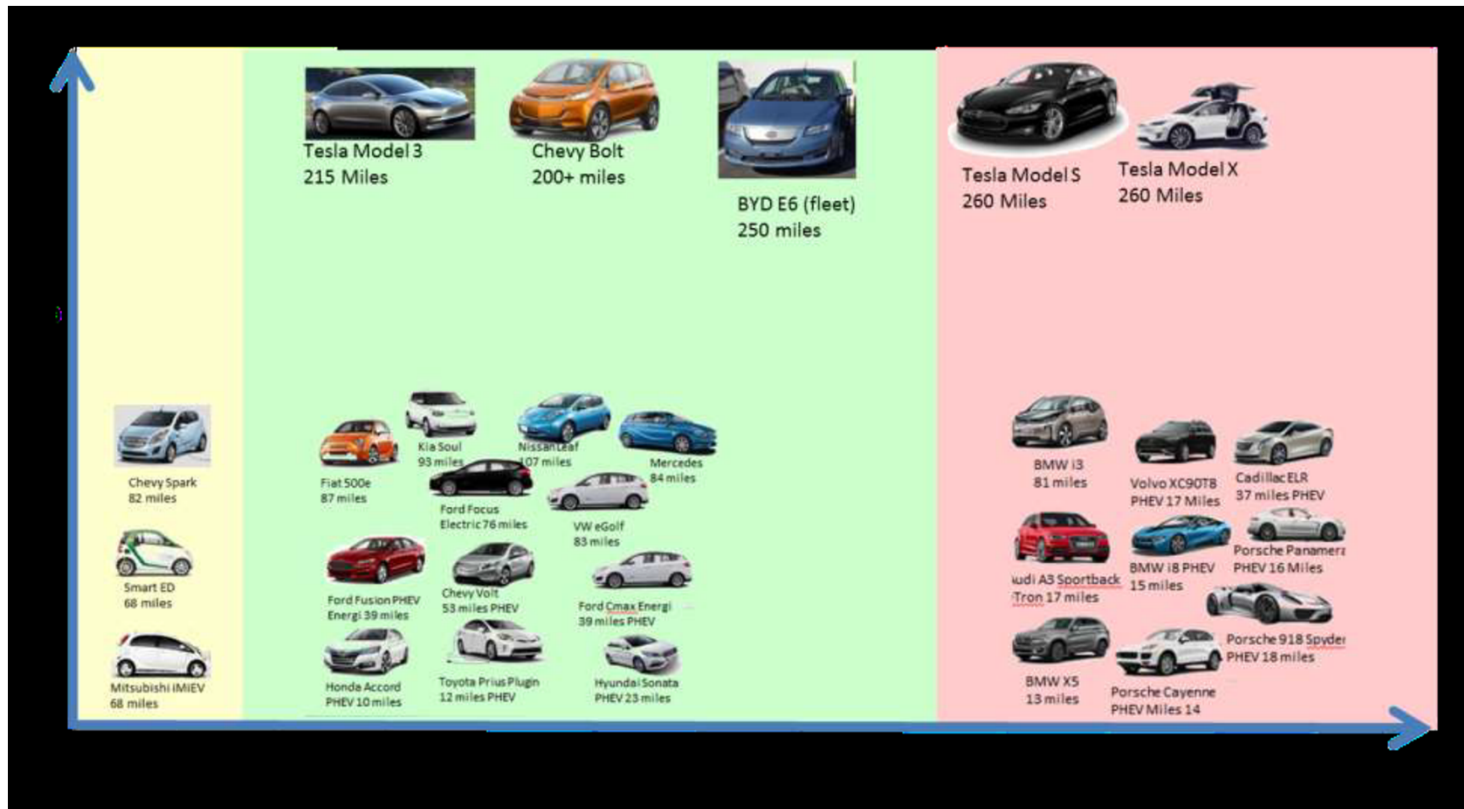 Tesla Model 3
215 Miles
Chevy Bolt
200+ miles
BYD E6 (fleet)
250 miles
Tesla Model S
260 Miles
Tesla Model X
260 Miles
Chevy Spark
82 miles
Smart ED
68 miles
Mitsubishi iMiEV
68 miles
Fiat 500e
87 miles
Kia Soul
93 miles
Nissan Leaf
107 miles
Mercedes
84 miles
Ford Focus
Electric 76 miles
VW eGolf
83 miles
Ford Fusion PHEV
Energi 39 miles
Chevy Volt
53 miles PHEV
Ford Cmax Energi
39 miles PHEV
Honda Accord
PHEV 10 miles
Toyota Prius Plugin
12 miles PHEV
Hyundai Sonata
PHEV 23 miles
BMW i3
81 miles
Volvo XC90T8
PHEV 17 Miles
Cadillac ELR
37 miles PHEV
Audi A3 Sportback
-Tron 17 miles
BMW i8 PHEV
15 miles
Porsche Panamera
PHEV 16 Miles
Porsche 918 Spyder
PHEV 18 miles
BMW X5
13 miles
Porsche Cayenne
PHEV Miles 14